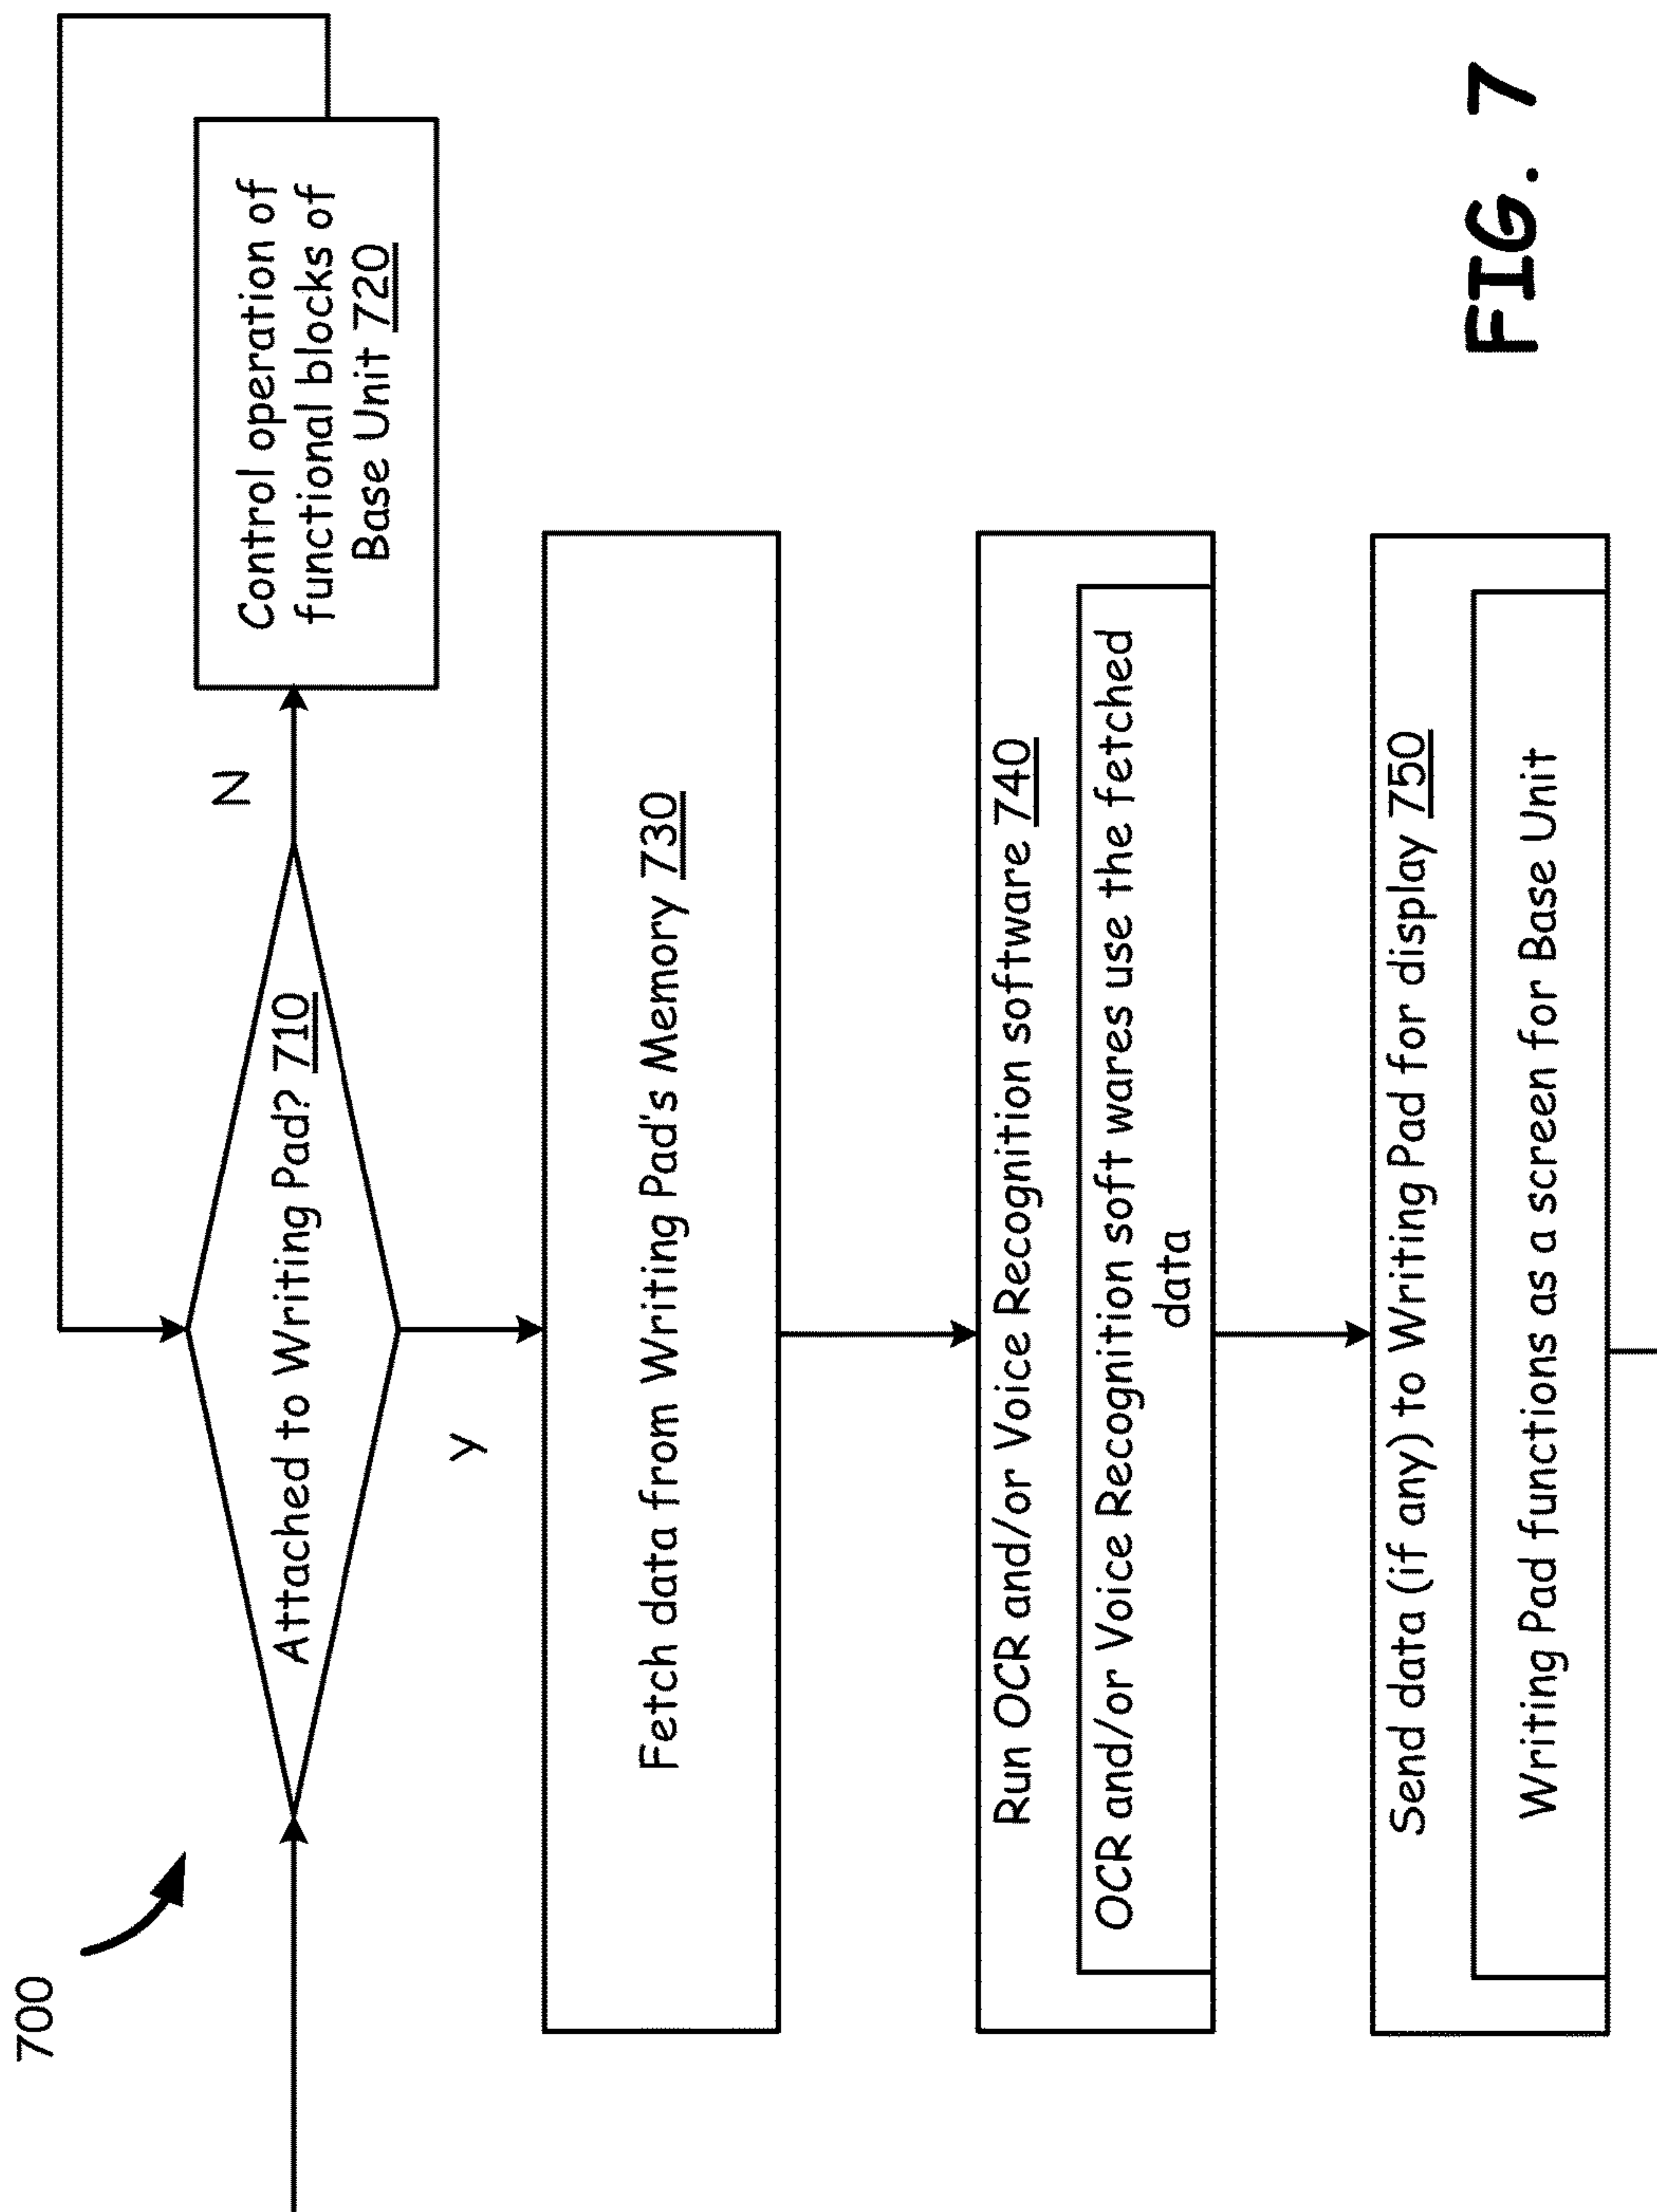 700
Attached to Writing Pad? 710
N
Control operation of
functional blocks of
Base Unit 720
y
Fetch data from Writing Pad's Memory 730
Run OCR and/or Voice Recognition software 740
OCR and/or Voice Recognition soft wares use the fetched
data
Send data (if any) to Writing Pad for display 750
Writing Pad functions as a screen for Base Unit
FIG. 7